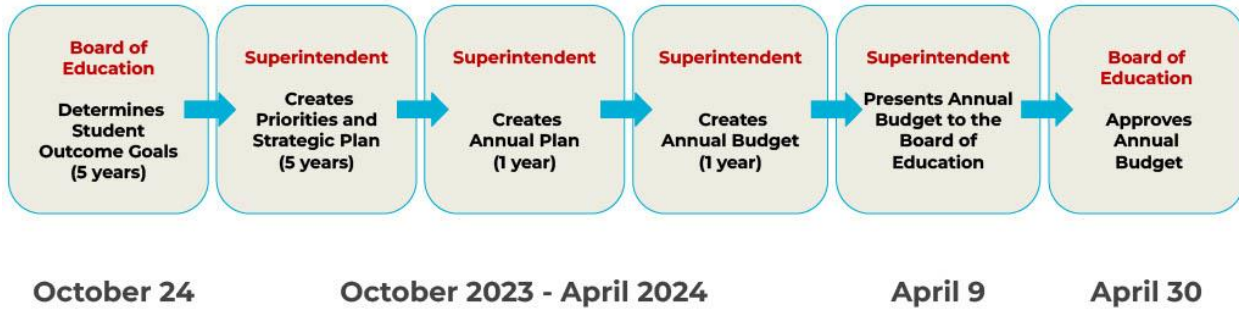 Board of
Education
Determines
Student
Outcome Goals
(5 years)
Superintendent
Creates
Priorities and
Strategic Plan
(5 years)
Superintendent
Creates
Annual Plan
(1 year)
Superintendent
Creates
Annual Budget
(1 year)
Superintendent
Presents Annual
Budget to the
Board of
Education
Board of
Education
Approves
Annual
Budget
October 24
October 2023 - April 2024
April 9
April 30